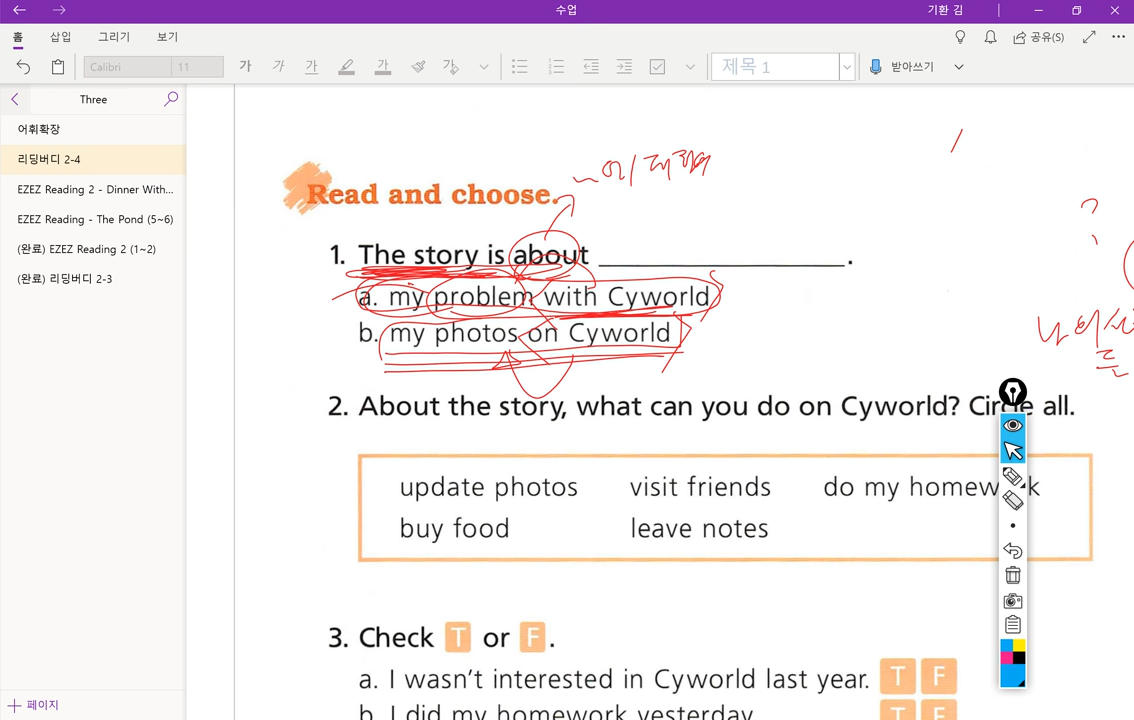 수업
기환 김
홈 삽입 그리기 보기
공유(S)
Calibri 11 가 가 가 가 제목 1 받아쓰기
Three
어휘확장
리딩버디 2-4
EZEZ Reading 2 - Dinner With...
EZEZ Reading - The Pond (5~6)
(완료) EZEZ Reading 2 (1~2)
(완료) 리딩버디 2-3
페이지
~에 대하여
Read and choose.
1. The story is about ____________________.
a. my problem with Cyworld
b. my photos on Cyworld
?
2. About the story, what can you do on Cyworld? Circle all.
update photos visit friends do my homework
buy food leave notes
3. Check T or F.
a. I wasn't interested in Cyworld last year. T F
b. I did my homework yesterday. T F